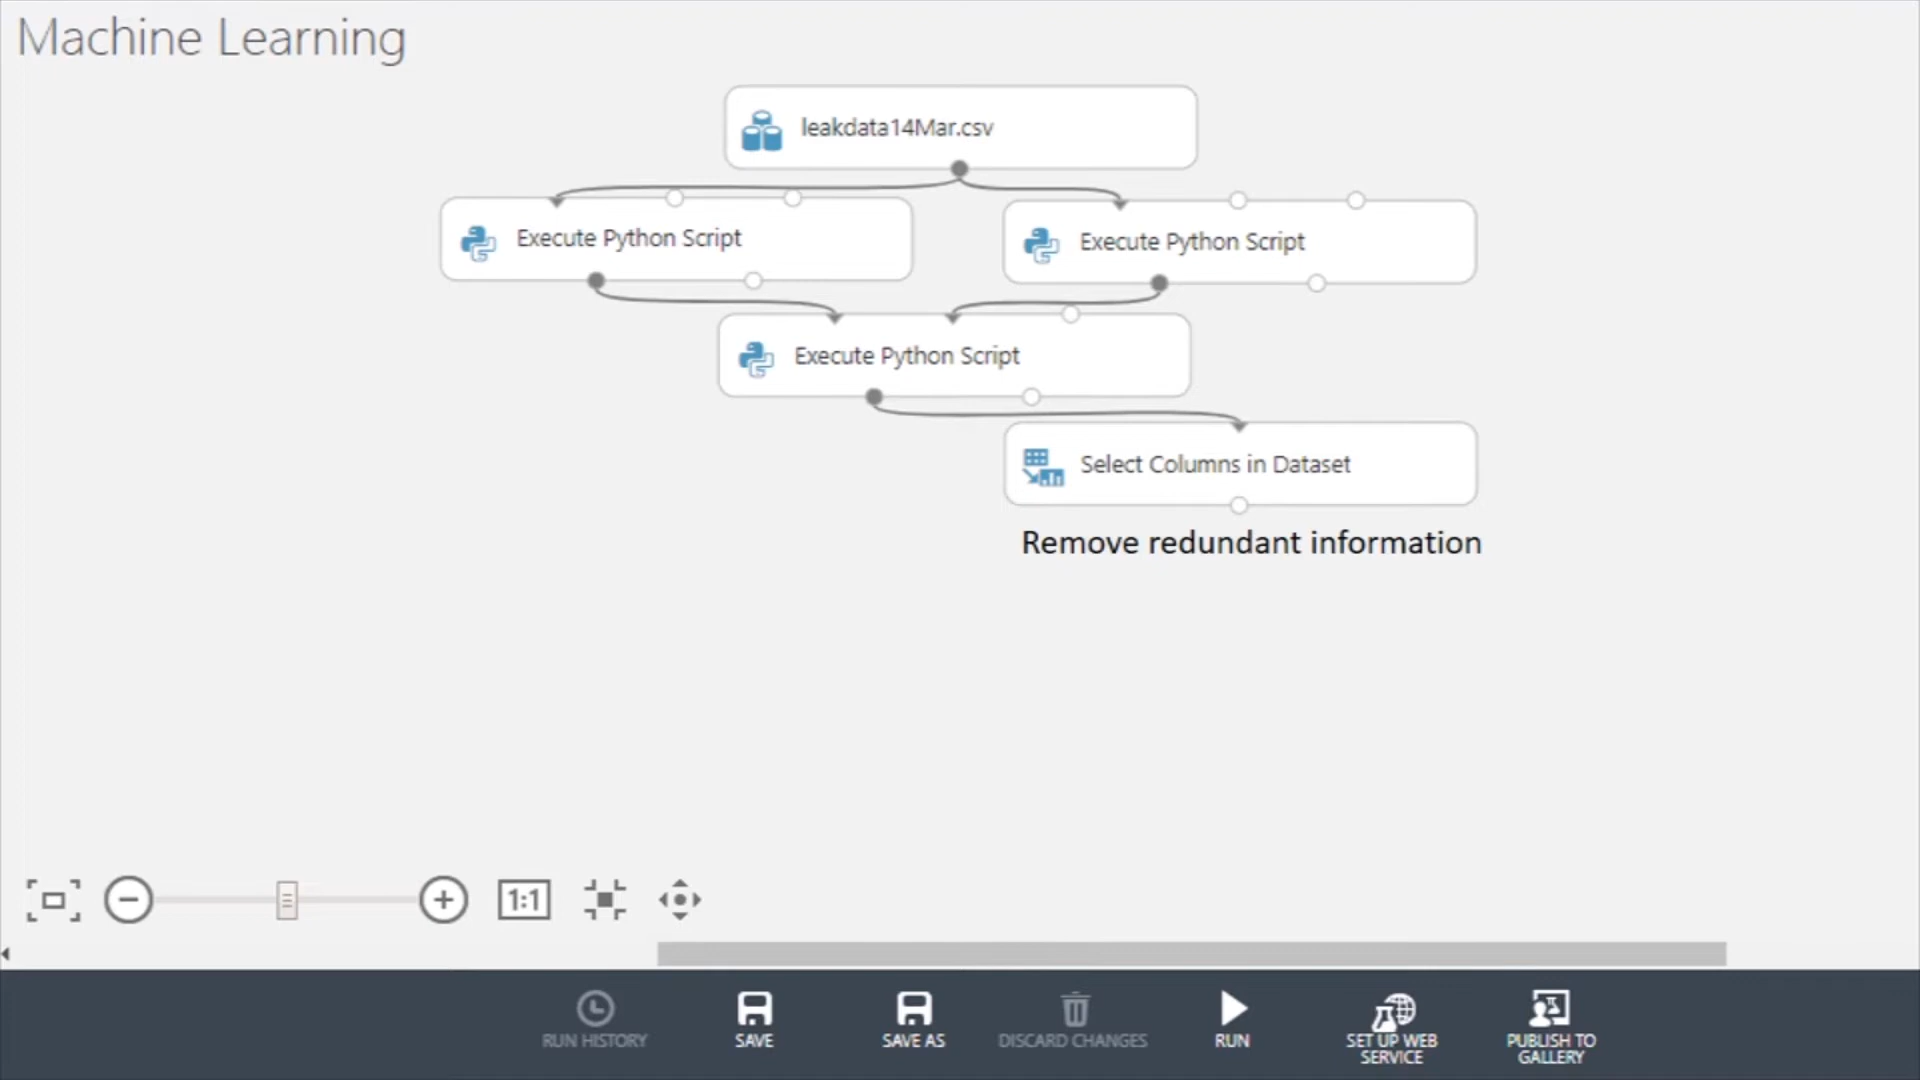 Machine Learning
leakdata14Mar.csv
Execute Python Script
Execute Python Script
Execute Python Script
Select Columns in Dataset
Remove redundant information
1:1
RUN HISTORY
SAVE
SAVE AS
DISCARD CHANGES
RUN
SET UP WEB
SERVICE
PUBLISH TO
GALLERY